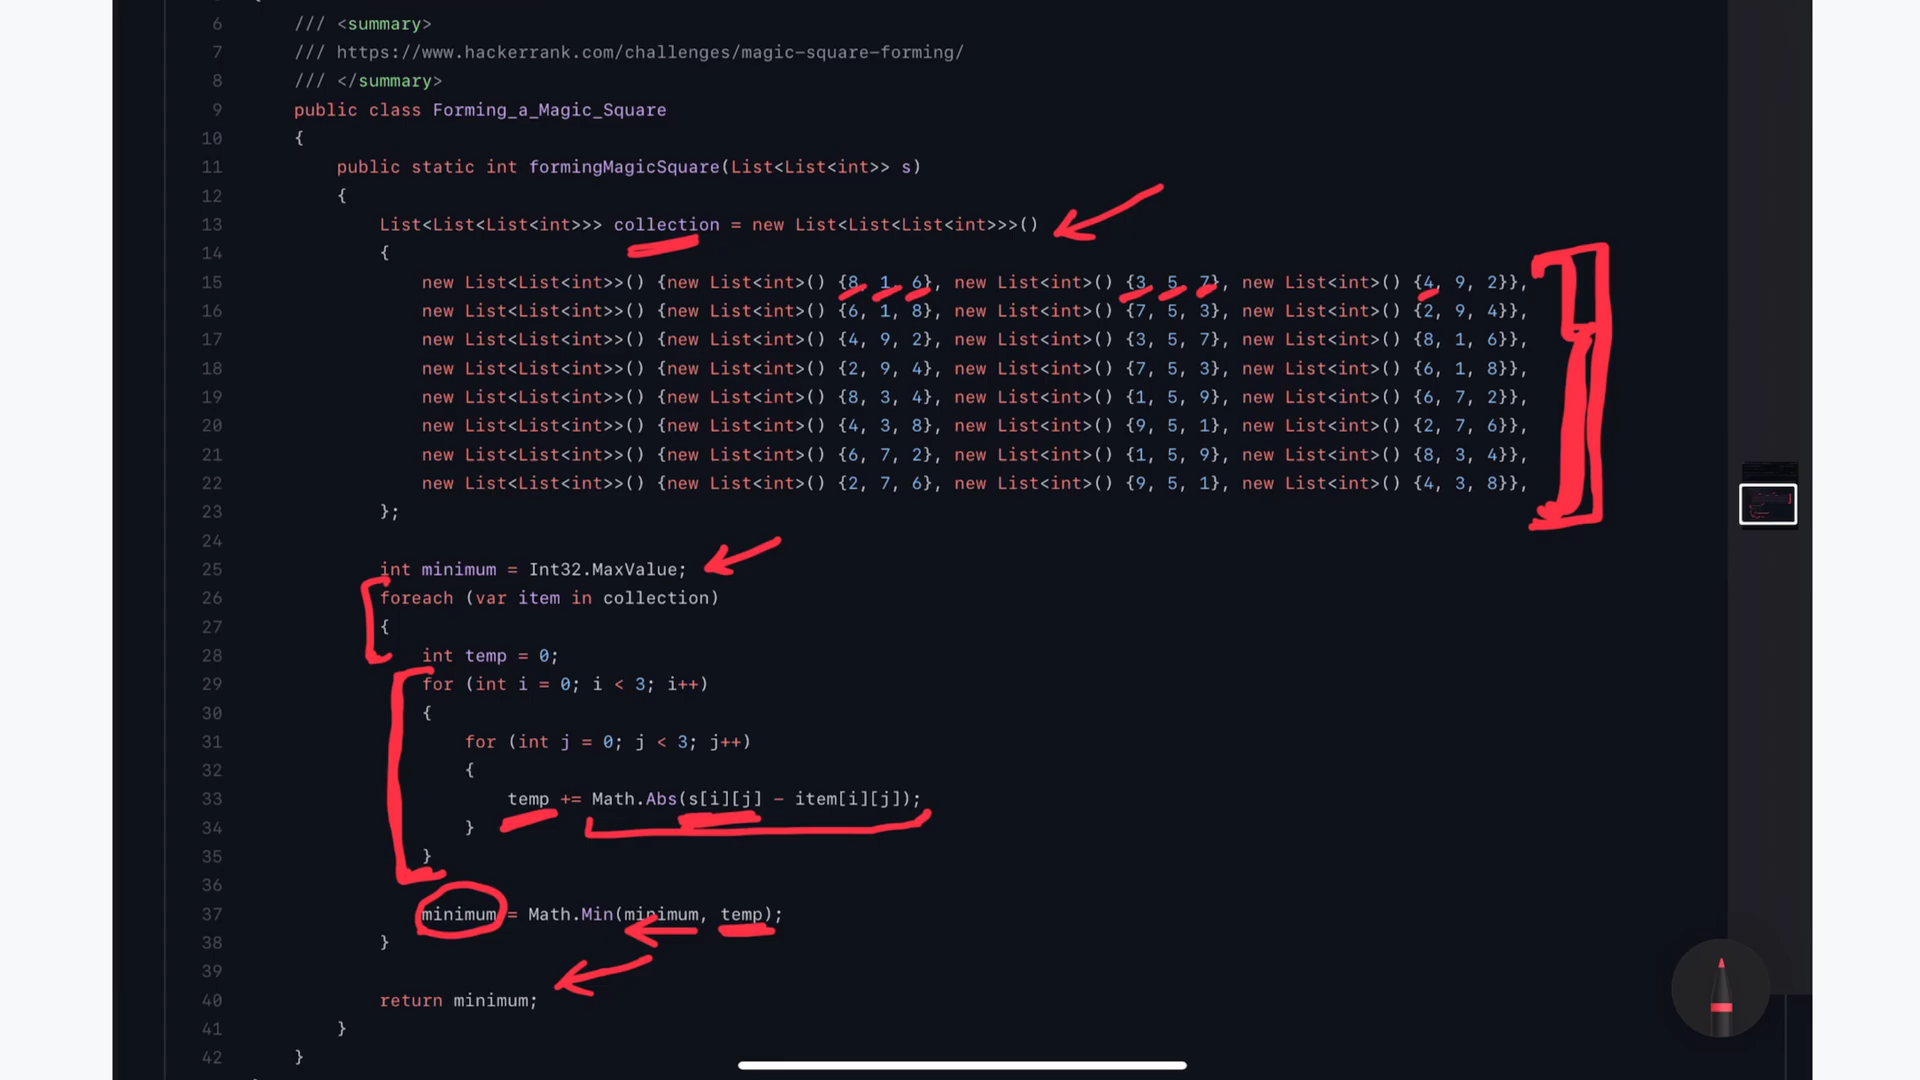 6 /// <summary>
7 /// https://www.hackerrank.com/challenges/magic-square-forming/
8 /// </summary>
9 public class Forming_a_Magic_Square
10 {
11 public static int formingMagicSquare(List<List<int>> s)
12 {
13 List<List<List<int>>> collection = new List<List<List<int>>>()
14 {
15 new List<List<int>>() {new List<int>() {8, 1, 6}, new List<int>() {3, 5, 7}, new List<int>() {4, 9, 2}},
16 new List<List<int>>() {new List<int>() {6, 1, 8}, new List<int>() {7, 5, 3}, new List<int>() {2, 9, 4}},
17 new List<List<int>>() {new List<int>() {4, 9, 2}, new List<int>() {3, 5, 7}, new List<int>() {8, 1, 6}},
18 new List<List<int>>() {new List<int>() {2, 9, 4}, new List<int>() {7, 5, 3}, new List<int>() {6, 1, 8}},
19 new List<List<int>>() {new List<int>() {8, 3, 4}, new List<int>() {1, 5, 9}, new List<int>() {6, 7, 2}},
20 new List<List<int>>() {new List<int>() {4, 3, 8}, new List<int>() {9, 5, 1}, new List<int>() {2, 7, 6}},
21 new List<List<int>>() {new List<int>() {6, 7, 2}, new List<int>() {1, 5, 9}, new List<int>() {8, 3, 4}},
22 new List<List<int>>() {new List<int>() {2, 7, 6}, new List<int>() {9, 5, 1}, new List<int>() {4, 3, 8}},
23 };
24
25 int minimum = Int32.MaxValue;
26 foreach (var item in collection)
27 {
28 int temp = 0;
29 for (int i = 0; i < 3; i++)
30 {
31 for (int j = 0; j < 3; j++)
32 {
33 temp += Math.Abs(s[i][j] - item[i][j]);
34 }
35 }
36
37 minimum = Math.Min(minimum, temp);
38 }
39
40 return minimum;
41 }
42 }